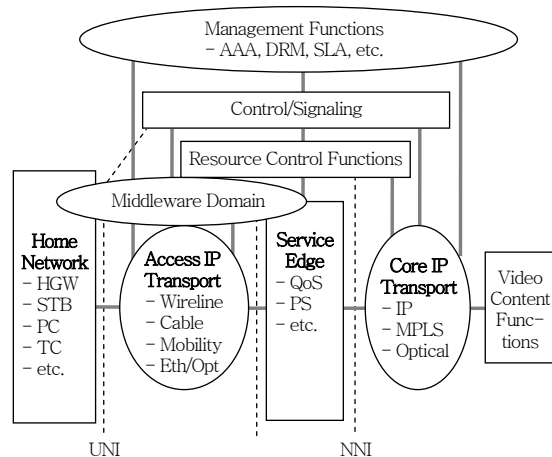 Management Functions
- AAA, DRM, SLA, etc.
Control/Signaling
Resource Control Functions
Middleware Domain
Home
Network
- HGW
- STB
- PC
- TC
- etc.
Access IP
Transport
- Wireline
- Cable
- Mobility
- Eth/Opt
Service
Edge
- QoS
- PS
- etc.
Core IP
Transport
- IP
- MPLS
- Optical
Video
Content
Func-
tions
UNI
NNI